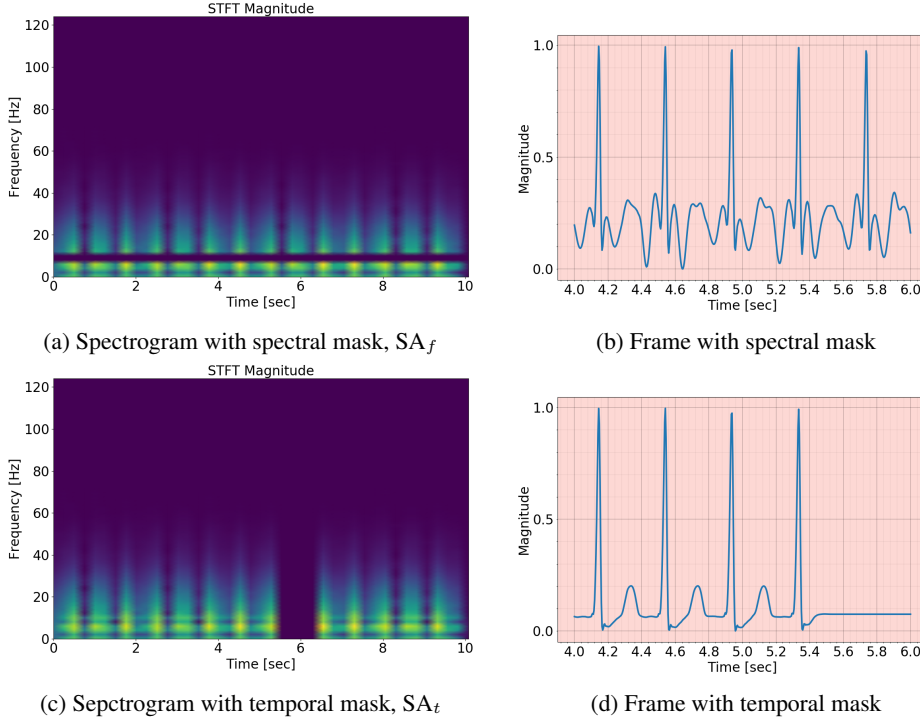 STFT Magnitude
120
100
80
60
40
20
0
Frequency [Hz]
0 2 4 6 8 10
Time [sec]
(a) Spectrogram with spectral mask, SA_f
1.0
0.5
0.0
Magnitude
4.0 4.2 4.4 4.6 4.8 5.0 5.2 5.4 5.6 5.8 6.0
Time [sec]
(b) Frame with spectral mask
STFT Magnitude
120
100
80
60
40
20
0
Frequency [Hz]
0 2 4 6 8 10
Time [sec]
(c) Sepctrogram with temporal mask, SA_t
1.0
0.5
0.0
Magnitude
4.0 4.2 4.4 4.6 4.8 5.0 5.2 5.4 5.6 5.8 6.0
Time [sec]
(d) Frame with temporal mask